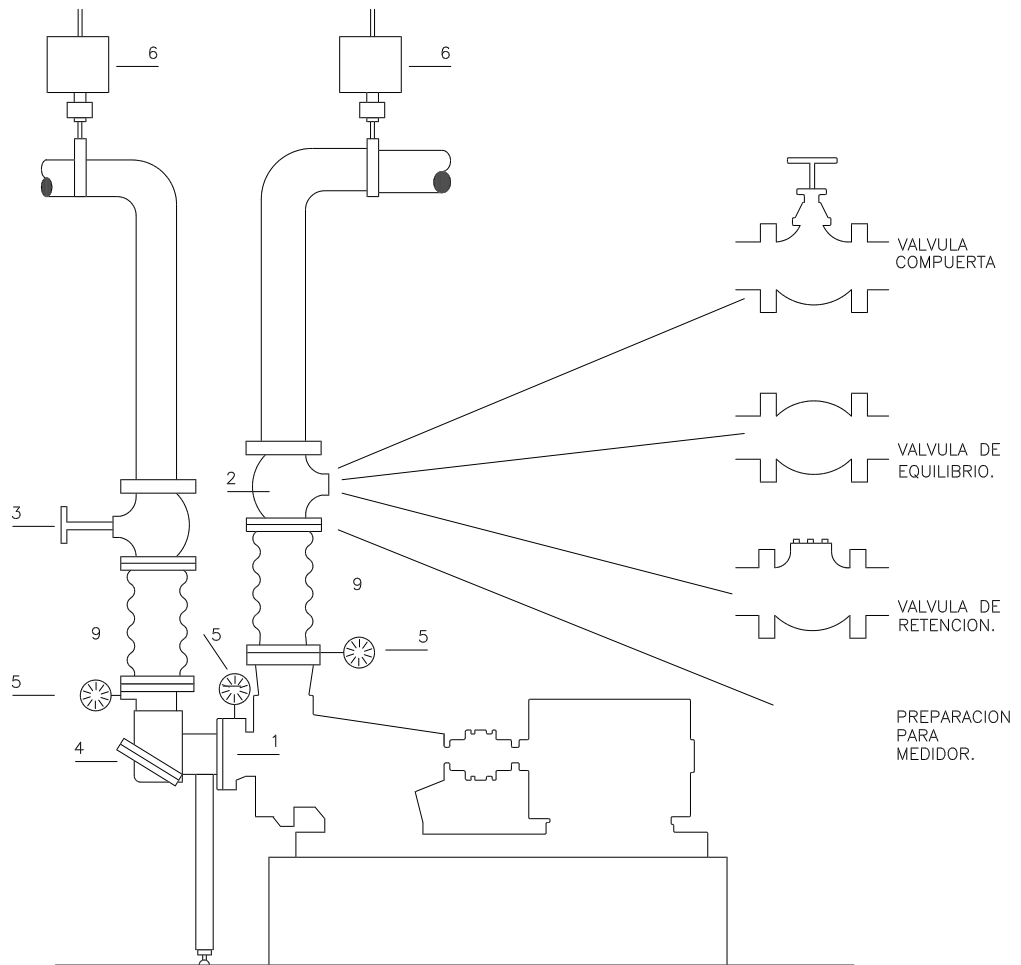 6
6
VALVULA
COMPUERTA
VALVULA DE
EQUILIBRIO.
2
3
9
9
VALVULA DE
RETENCION.
5
5
5
PREPARACION
PARA
MEDIDOR.
4
1